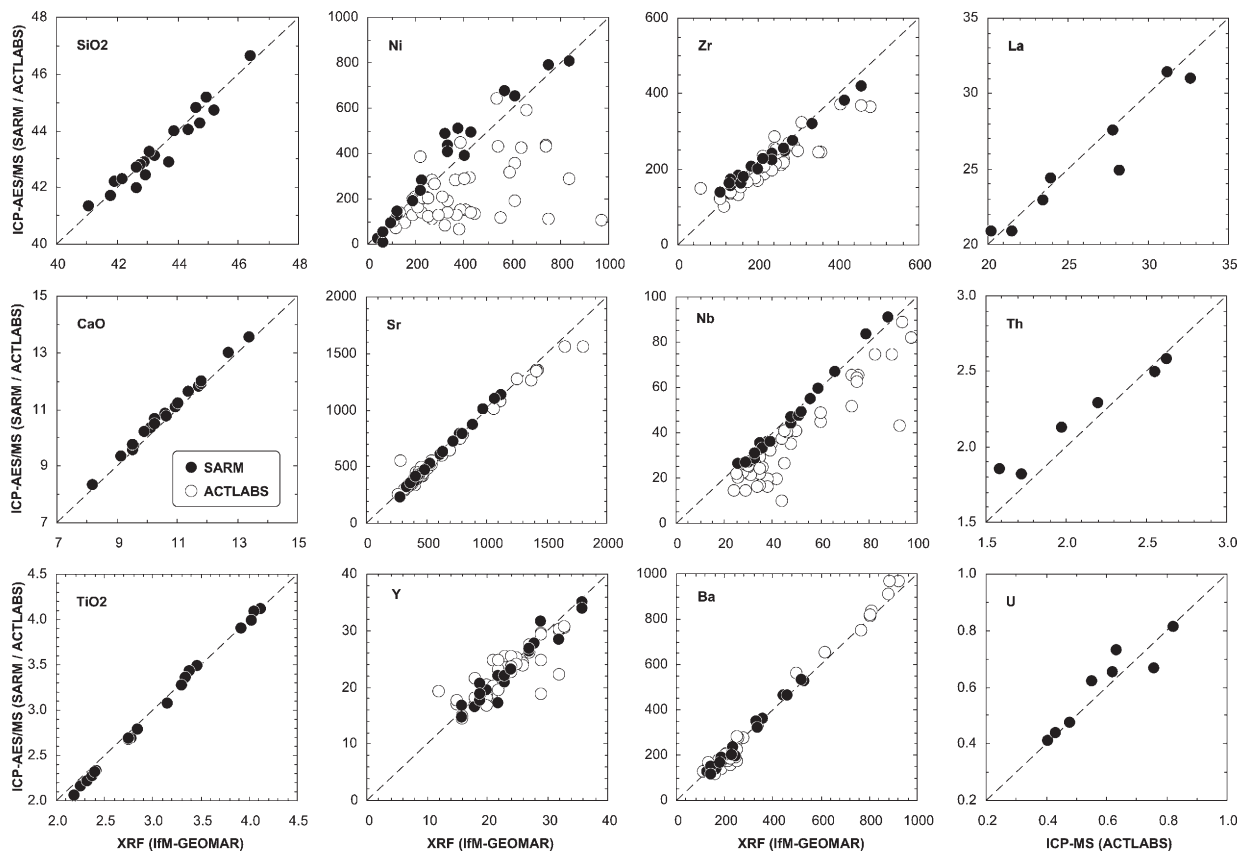 ICP-AES/MS (SARM / ACTLABS)
SiO2
48
46
44
42
40
40 42 44 46 48
Ni
1000
800
600
400
200
0
0 200 400 600 800 1000
Zr
600
400
200
0
0 200 400 600
La
35
30
25
20
20 25 30 35
ICP-AES/MS (SARM / ACTLABS)
CaO
15
13
11
9
7
7 9 11 13 15
SARM
ACTLABS
Sr
2000
1500
1000
500
0
0 500 1000 1500 2000
Nb
100
80
60
40
20
0
0 20 40 60 80 100
Th
3.0
2.5
2.0
1.5
1.5 2.0 2.5 3.0
ICP-AES/MS (SARM / ACTLABS)
TiO2
4.5
4.0
3.5
3.0
2.5
2.0
2.0 2.5 3.0 3.5 4.0 4.5
XRF (IfM-GEOMAR)
Y
40
30
20
10
0
0 10 20 30 40
XRF (IfM-GEOMAR)
Ba
1000
800
600
400
200
0
0 200 400 600 800 1000
XRF (IfM-GEOMAR)
U
1.0
0.8
0.6
0.4
0.2
0.2 0.4 0.6 0.8 1.0
ICP-MS (ACTLABS)